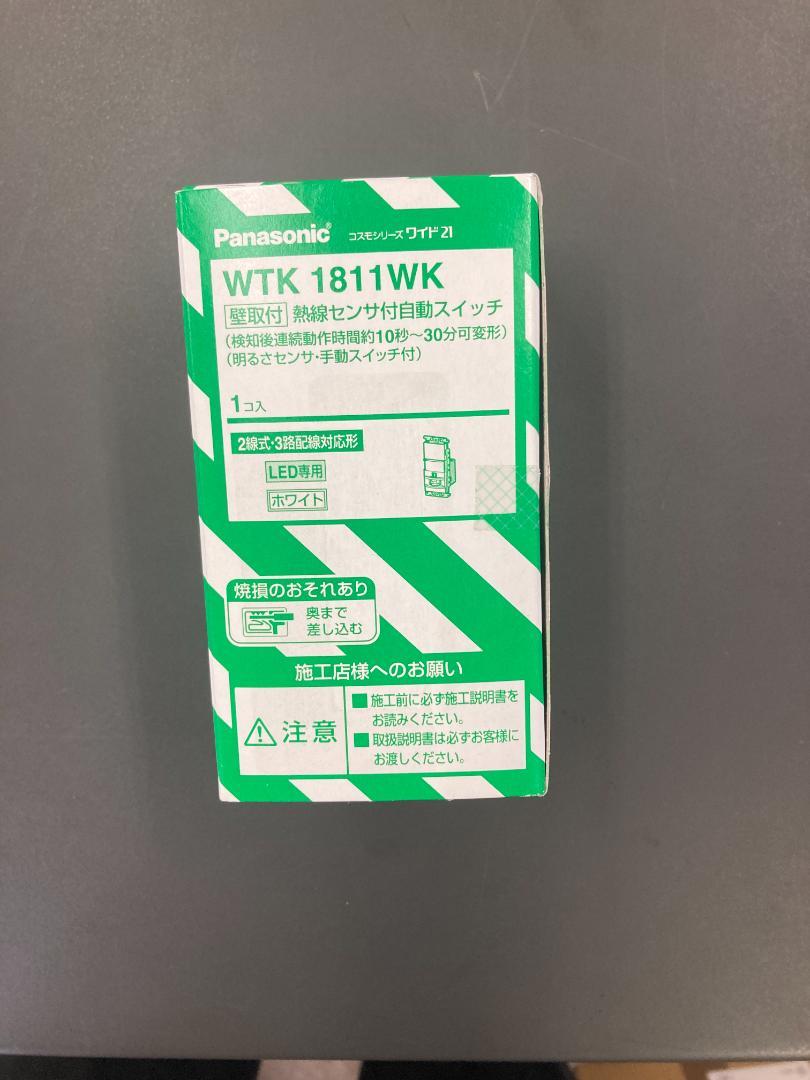 Panasonic® コスモシリーズ ワイド21
WTK 1811WK
壁取付 熱線センサ付自動スイッチ
(検知後連続動作時間約10秒～30分可変形)
(明るさセンサ・手動スイッチ付)
1コ入
2線式・3路配線対応形
LED専用
ホワイト
焼損のおそれあり
奥まで
差し込む
施工店様へのお願い
⚠注意
■施工前に必ず施工説明書を
お読みください。
■取扱説明書は必ずお客様に
お渡しください。